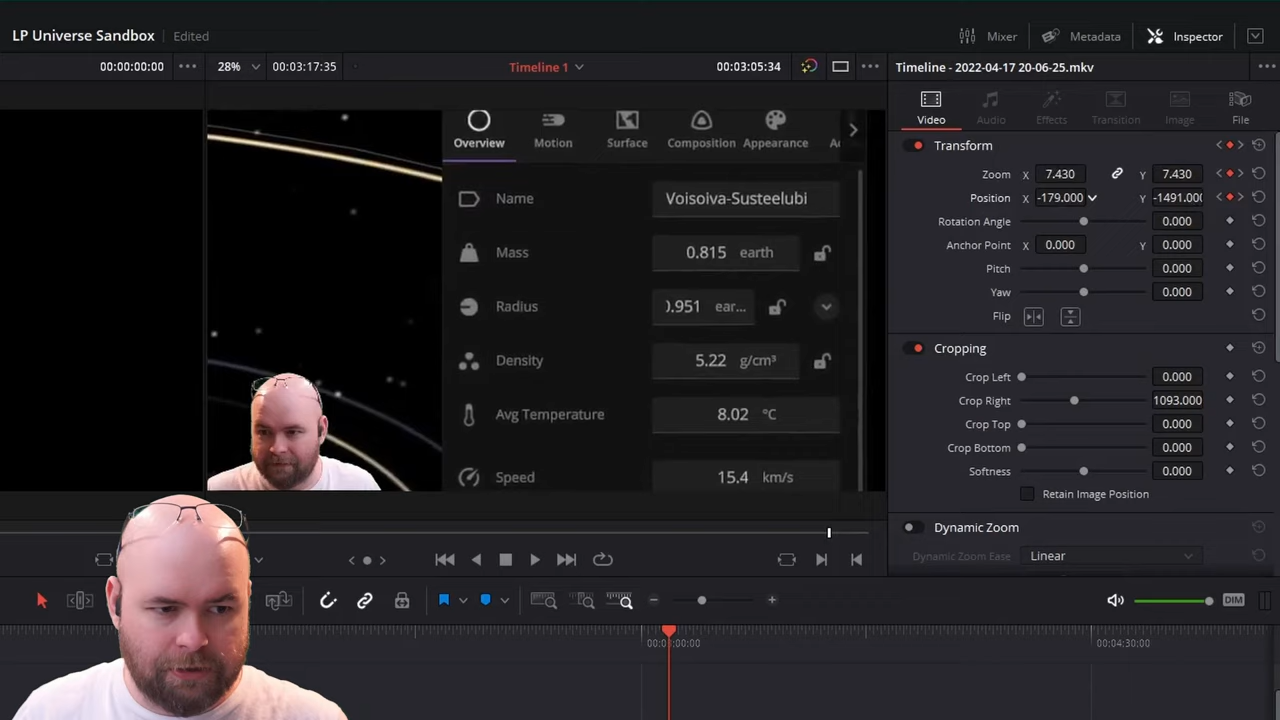 LP Universe Sandbox Edited
Mixer Metadata Inspector
00:00:00:00 ••• 28% 00:03:17:35 Timeline 1 00:03:05:34 ••• Timeline - 2022-04-17 20-06-25.mkv •••
Video Audio Effects Transition Image File
Overview Motion Surface Composition Appearance
Name Voisoiva-Susteelubi
Mass 0.815 earth
Radius 0.951 ear...
Density 5.22 g/cm³
Avg Temperature 8.02 °C
Speed 15.4 km/s
Transform
Zoom X 7.430 Y 7.430
Position X -179.000 Y -1491.000
Rotation Angle 0.000
Anchor Point X 0.000 Y 0.000
Pitch 0.000
Yaw 0.000
Flip
Cropping
Crop Left 0.000
Crop Right 1093.000
Crop Top 0.000
Crop Bottom 0.000
Softness 0.000
Retain Image Position
Dynamic Zoom
Dynamic Zoom Ease Linear
DIM
00:04:30:00